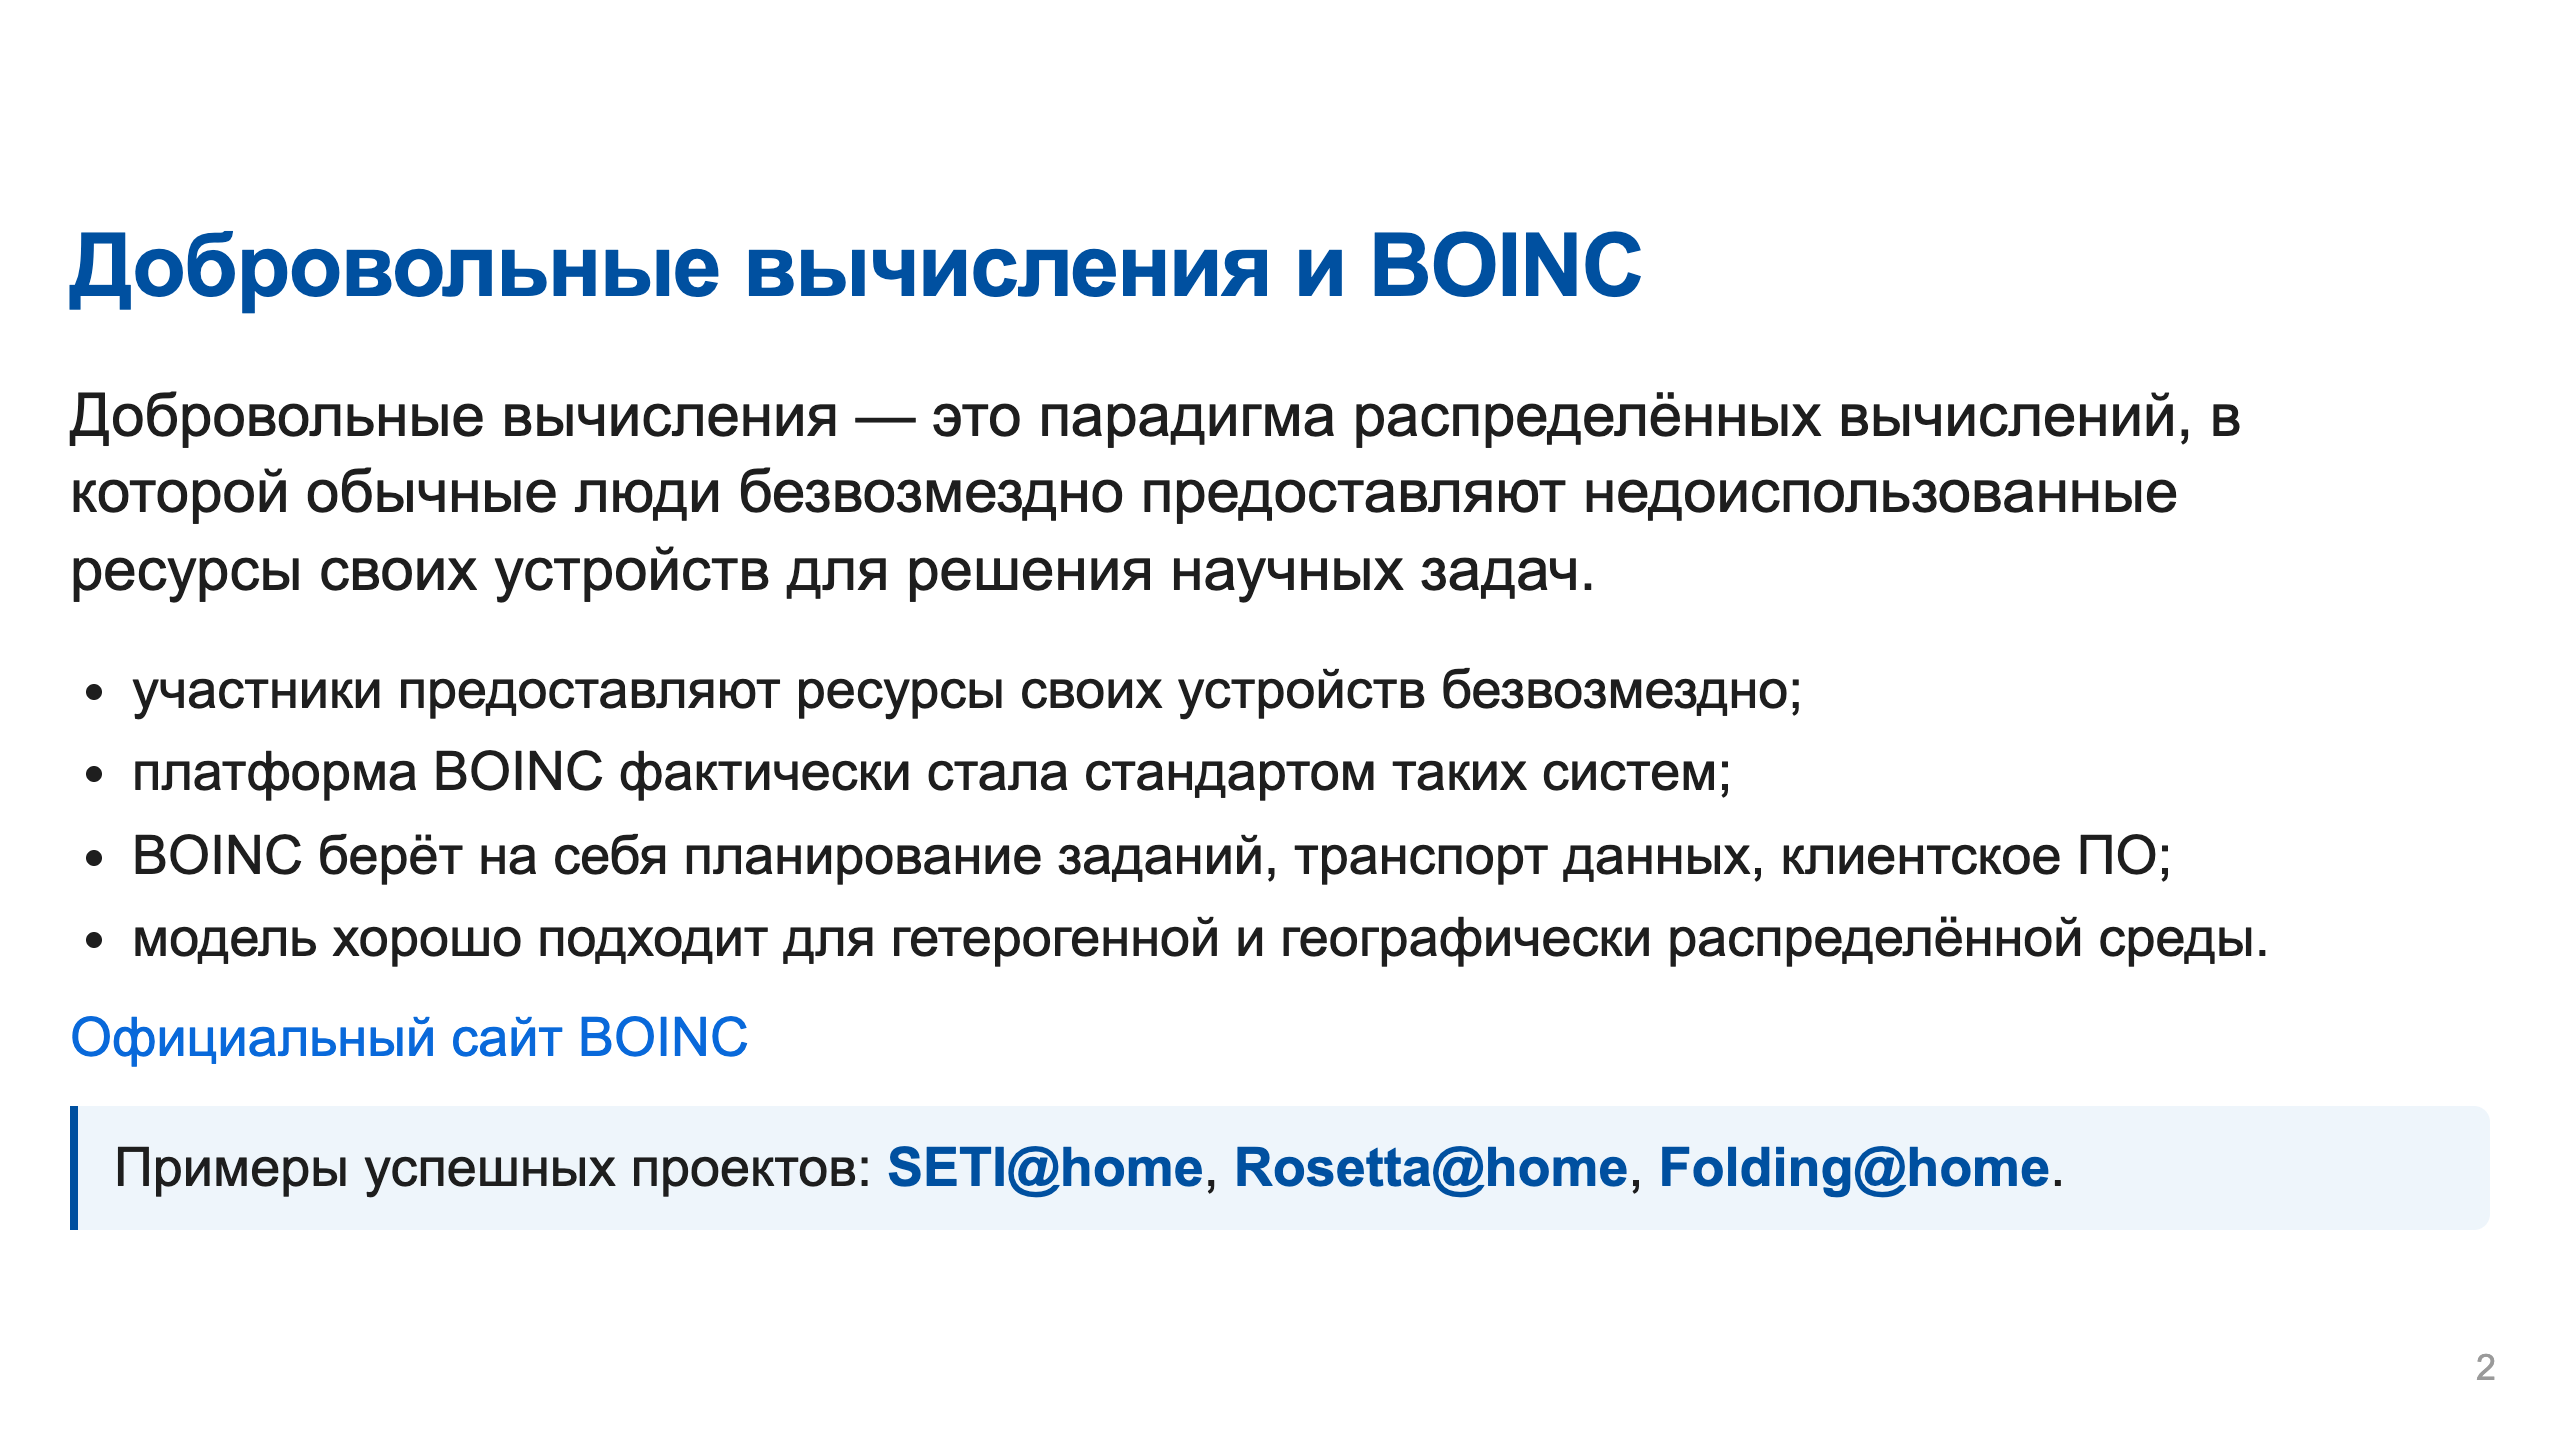 Добровольные вычисления и BOINC
Добровольные вычисления — это парадигма распределённых вычислений, в
которой обычные люди безвозмездно предоставляют недоиспользованные
ресурсы своих устройств для решения научных задач.
• участники предоставляют ресурсы своих устройств безвозмездно;
• платформа BOINC фактически стала стандартом таких систем;
• BOINC берёт на себя планирование заданий, транспорт данных, клиентское ПО;
• модель хорошо подходит для гетерогенной и географически распределённой среды.
Официальный сайт BOINC
Примеры успешных проектов: SETI@home, Rosetta@home, Folding@home.
2